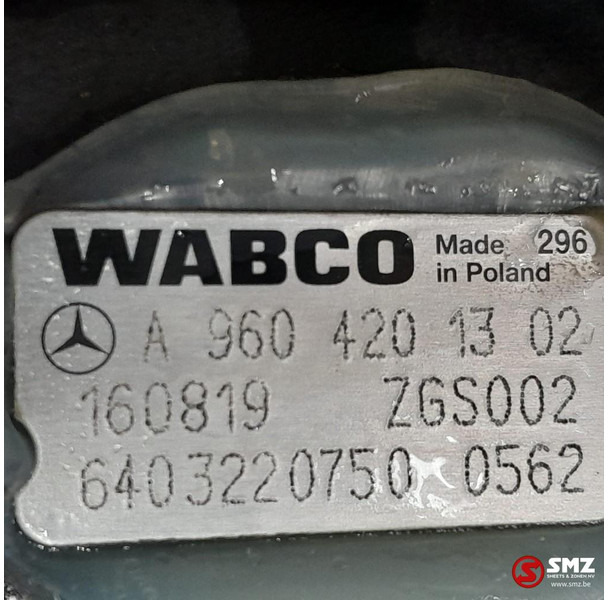 WABCO Made 296
in Poland
A 960 420 13 02
160819 ZGS002
6403220750 0562
SMZ
SMEETS & ZONEN NV
www.smz.be